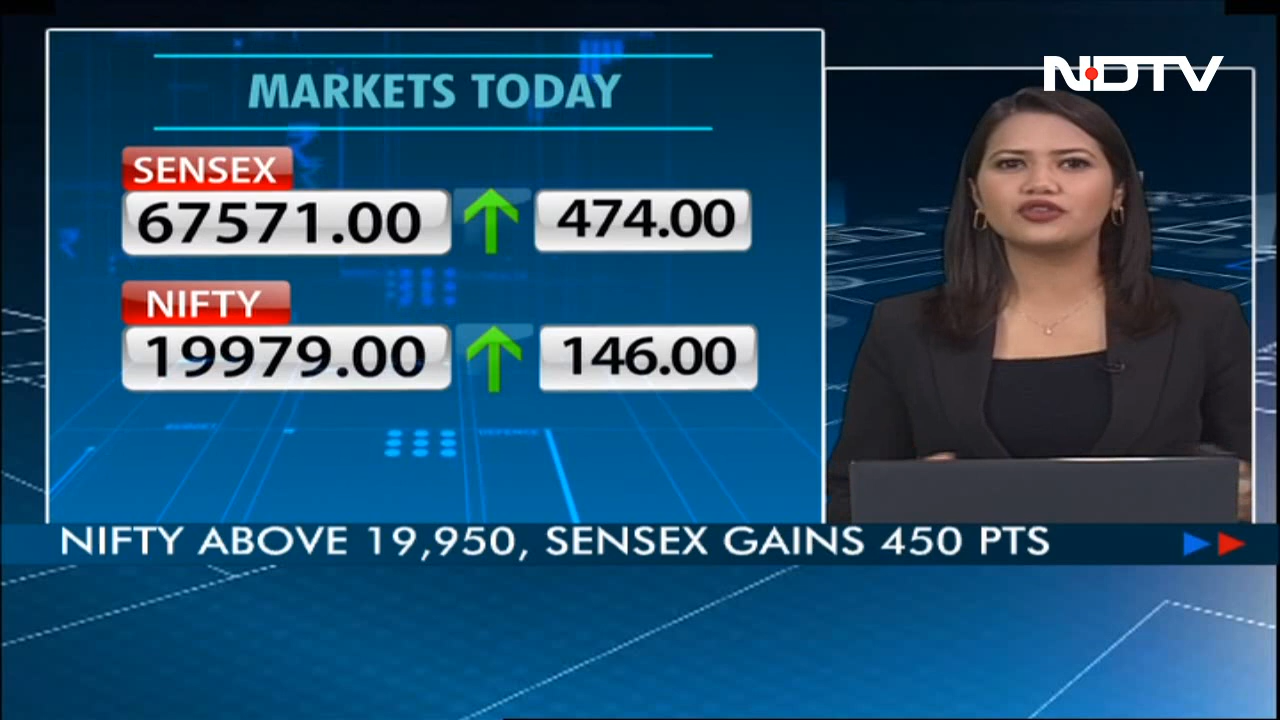 NDTV
MARKETS TODAY
SENSEX
67571.00 474.00
NIFTY
19979.00 146.00
NIFTY ABOVE 19,950, SENSEX GAINS 450 PTS